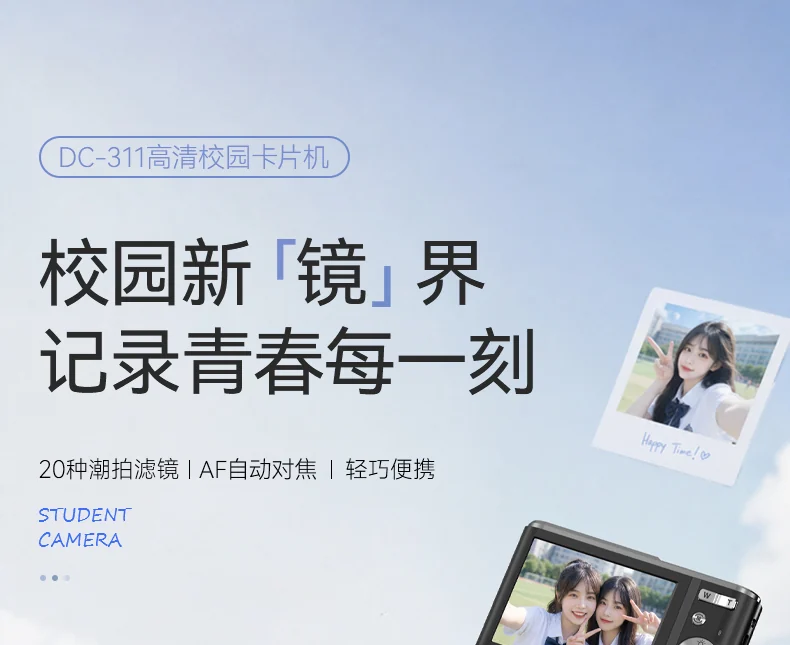 DC-311高清校园卡片机
校园新「镜」界
记录青春每一刻
20种潮拍滤镜 | AF自动对焦 | 轻巧便携
STUDENT
CAMERA
Happy Time!♡
W T